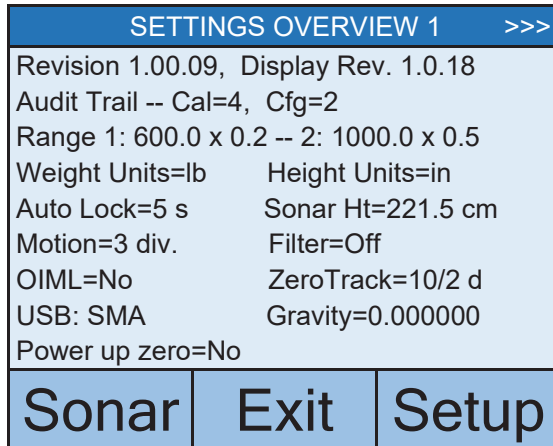 SETTINGS OVERVIEW 1 >>>
Revision 1.00.09, Display Rev. 1.0.18
Audit Trail -- Cal=4, Cfg=2
Range 1: 600.0 x 0.2 -- 2: 1000.0 x 0.5
Weight Units=lb Height Units=in
Auto Lock=5 s Sonar Ht=221.5 cm
Motion=3 div. Filter=Off
OIML=No ZeroTrack=10/2 d
USB: SMA Gravity=0.000000
Power up zero=No
Sonar Exit Setup